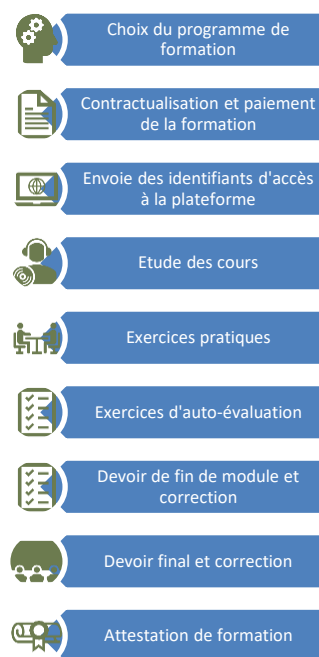 Choix du programme de
formation
Contractualisation et paiement
de la formation
Envoie des identifiants d'accès
à la plateforme
Etude des cours
Exercices pratiques
Exercices d'auto-évaluation
Devoir de fin de module et
correction
Devoir final et correction
Attestation de formation